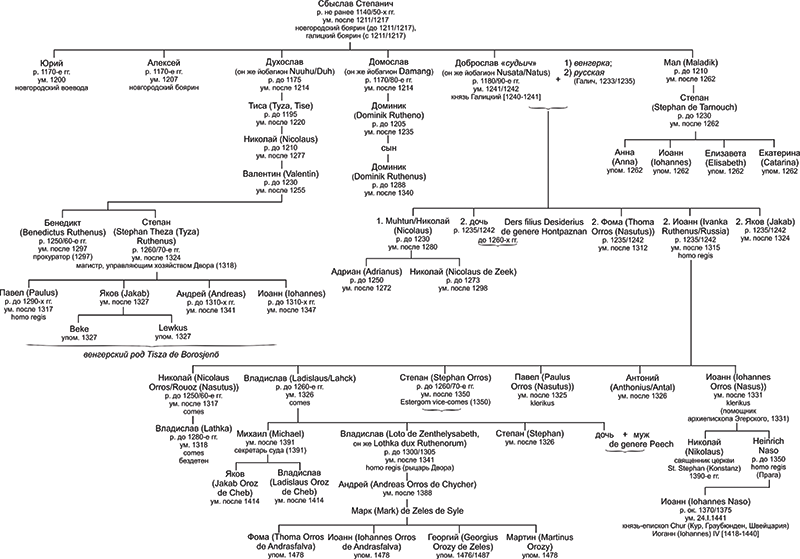 Сбыслав Степанич
р. не ранее 1140/50-х гг.
ум. после 1211/1217
новгородский боярин (до 1211/1217),
галицкий боярин (с 1211/1217)
Юрий
р. 1170-е гг.
ум. 1200
новгородский воевода
Алексей
р. 1170-е гг.
ум. 1207
новгородский боярин
Духослав
(он же йобагион Nuuhu/Duh)
р. до 1175
ум. после 1214
Домослав
(он же йобагион Damang)
р. 1170/80-е гг.
ум. после 1214
Доброслав «судьич»
(он же йобагион Nusata/Natus)
р. 1180/90-е гг.
ум. 1241/1242
князь Галицкий [1240-1241]
+
1) венгерка;
2) русская
(Галич, 1233/1235)
Мал (Maladik)
р. до 1210
ум. после 1262
Тиса (Tyza, Tise)
р. до 1195
ум. после 1220
Николай (Nicolaus)
р. до 1210
ум. после 1277
Валентин (Valentin)
р. до 1230
ум. после 1255
Доминик
(Dominik Rutheno)
р. до 1205
ум. после 1235
сын
Доминик
(Dominik Ruthenus)
р. до 1288
ум. после 1340
Степан
(Stephan de Tarnouch)
р. до 1230
ум. после 1262
Анна
(Anna)
упом. 1262
Иоанн
(Iohannes)
упом. 1262
Елизавета
(Elisabeth)
упом. 1262
Екатерина
(Catarina)
упом. 1262
Бенедикт
(Benedictus Ruthenus)
р. 1250/60-е гг.
ум. после 1297
прокуратор (1297)
Степан
(Stephan Theza (Tyza)
Ruthenus)
р. 1260/70-е гг.
ум. после 1324
магистр, управляющим хозяйством Двора (1318)
1. Muhtun/Николай
(Nicolaus)
р. до 1230
ум. после 1280
2. дочь
р. 1235/1242
Ders filius Desiderius
de genere Hontpaznan
до 1260-х гг.
2. Фома (Thoma
Orros (Nasutus))
р. 1235/1242
ум. после 1312
2. Иоанн (Ivanka
Ruthenus/Russia)
р. 1235/1242
ум. после 1315
homo regis
2. Яков (Jakab)
р. 1235/1242
ум. после 1324
Адриан (Adrianus)
р. до 1250
ум. после 1272
Николай (Nicolaus de Zeek)
р. до 1273
ум. после 1298
Павел (Paulus)
р. до 1290-х гг.
ум. после 1317
homo regis
Яков (Jakab)
ум. после 1327
Андрей (Andreas)
р. до 1310-х гг.
ум. после 1341
Иоанн (Iohannes)
р. до 1310-х гг.
ум. после 1347
Beke
упом. 1327
Lewkus
упом. 1327
венгерский род Tisza de Borosjenö
Николай (Nicolaus
Orros/Rouoz (Nasutus))
р. до 1250/60-е гг.
ум. после 1317
comes
Владислав (Ladislaus/Lahck)
р. до 1260-е гг.
ум. 1326
comes
Степан (Stephan Orros)
р. до 1260/70-е гг.
ум. после 1350
Estergom vice-comes (1350)
Павел (Paulus
Orros (Nasutus))
ум. после 1325
klerikus
Антоний
(Anthonius/Antal)
ум. после 1326
Иоанн (Iohannes
Orros (Nasus))
ум. после 1331
klerikus
(помощник
архиепископа Эгерского, 1331)
Владислав (Lathka)
р. до 1280-е гг.
ум. 1318
comes
бездетен
Михаил (Michael)
ум. после 1391
секретарь суда (1391)
Владислав (Loto de Zenthelysabeth,
он же Lothka dux Ruthenorum)
р. до 1300/1305
ум. после 1341
homo regis (рыцарь Двора)
Степан (Stephan)
ум. после 1326
дочь + муж
de genere Peech
Николай
(Nikolaus)
священник церкви
St. Stephan (Konstanz)
1390-е гг.
Heinrich
Naso
р. до 1350
homo regis
(Прага)
Яков
(Jakab Oroz
de Cheb)
ум. после 1414
Владислав
(Ladislaus Oroz
de Cheb)
ум. после 1414
Андрей (Andreas Orros de Chycher)
ум. после 1388
Марк (Mark) de Zeles de Syle
Иоанн (Iohannes Naso)
р. ок. 1370/1375
ум. 24.I.1441
князь-епископ Chur (Кур, Граубюнден, Швейцария)
Иоганн (Iohannes) IV [1418-1440]
Фома (Thoma Orros
de Andrasfalva)
упом. 1478
Иоанн (Iohannes Orros
de Andrasfalva)
упом. 1478
Георгий (Georgius
Orozy de Zeles)
упом. 1476/1487
Мартин (Martinus
Orozy)
упом. 1478